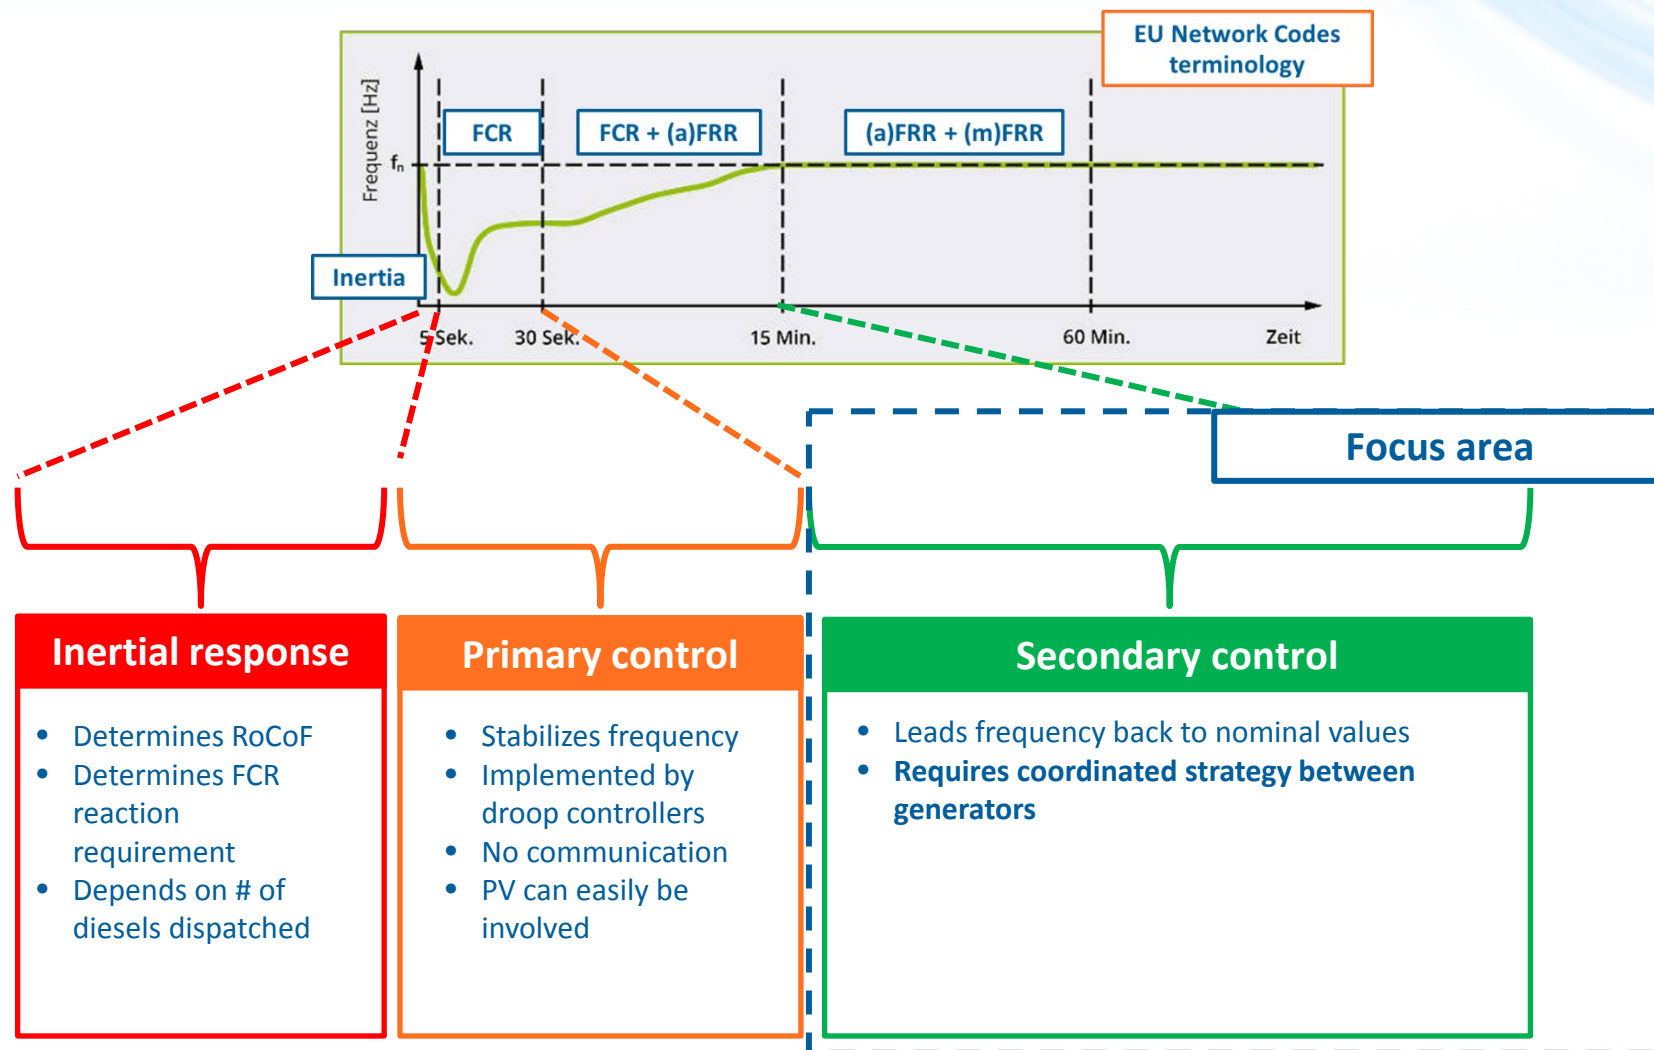 EU Network Codes
terminology
Frequenz [Hz]
FCR
FCR + (a)FRR
(a)FRR + (m)FRR
fn
Inertia
5 Sek.
30 Sek.
15 Min.
60 Min.
Zeit
Focus area
Inertial response
• Determines RoCoF
• Determines FCR
reaction
requirement
• Depends on # of
diesels dispatched
Primary control
• Stabilizes frequency
• Implemented by
droop controllers
• No communication
• PV can easily be
involved
Secondary control
• Leads frequency back to nominal values
• Requires coordinated strategy between
generators